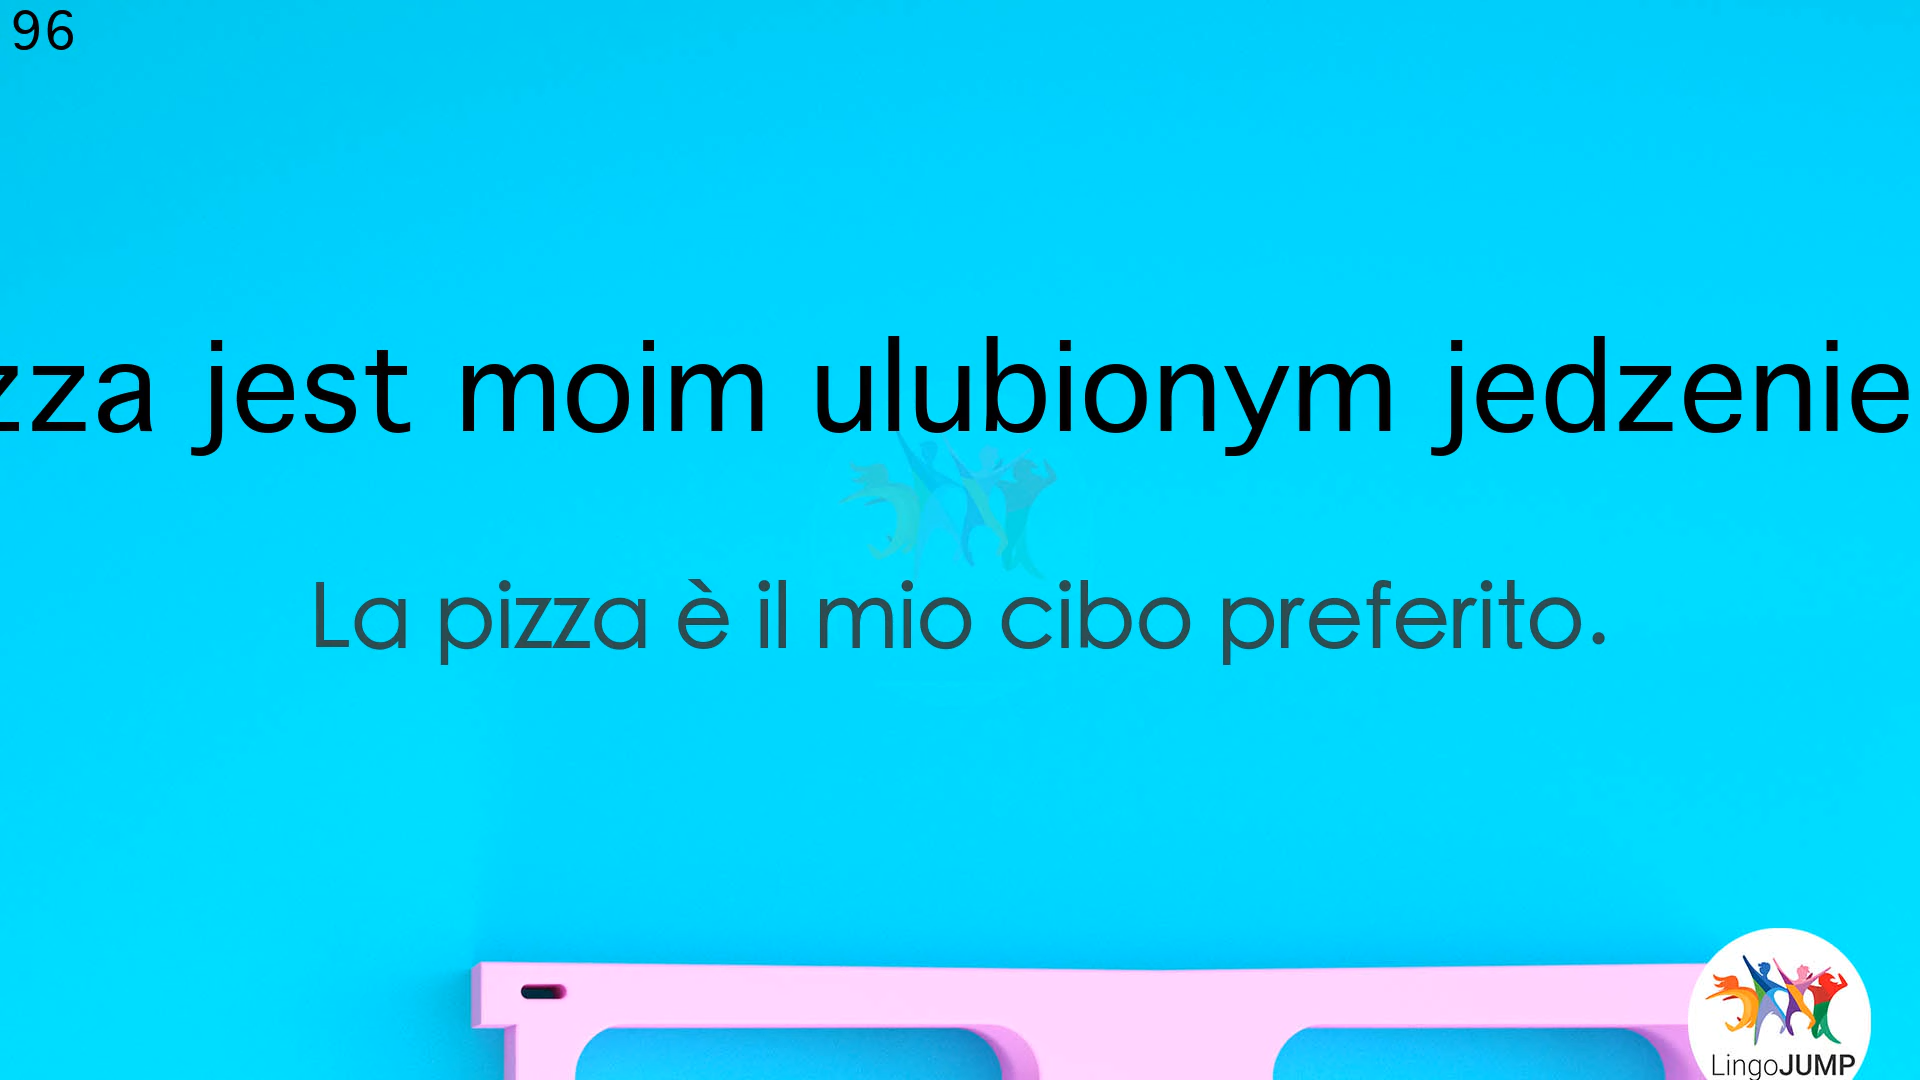 96
zza jest moim ulubionym jedzenie
La pizza è il mio cibo preferito.
LingoJUMP